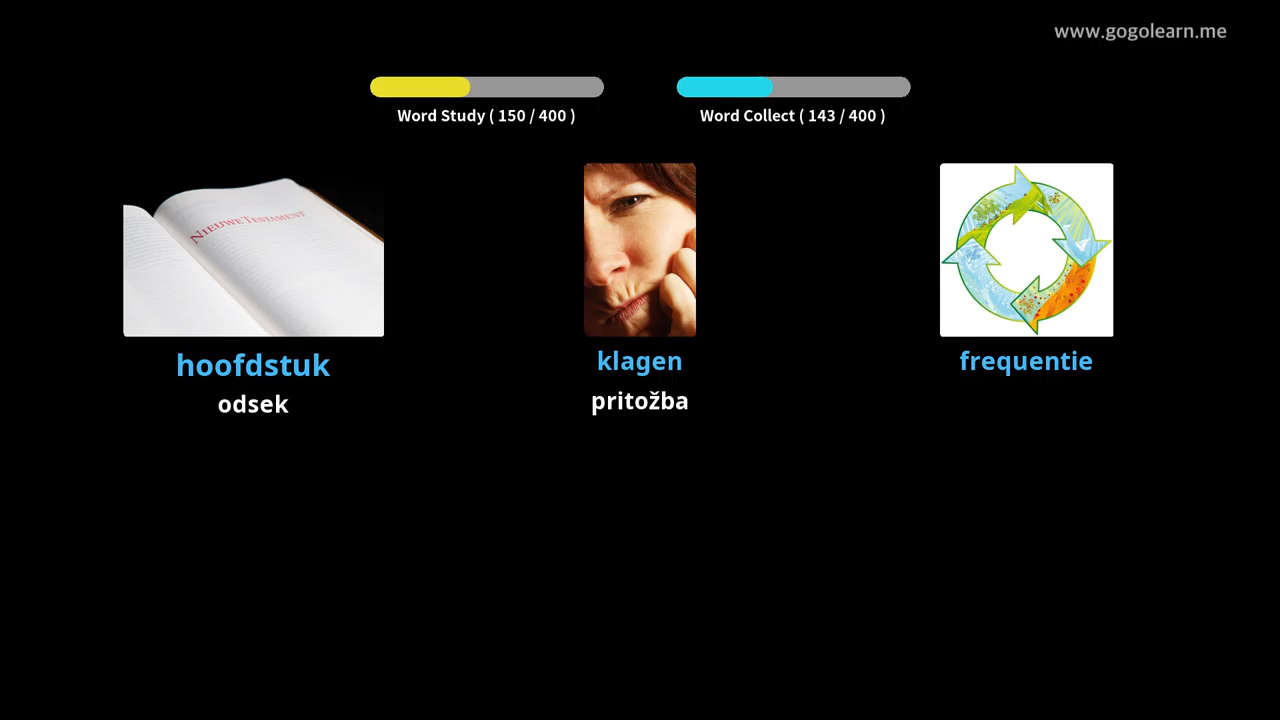 www.gogolearn.me
Word Study ( 150 / 400 )
Word Collect ( 143 / 400 )
NIEUWE TESTAMENT
hoofdstuk
odsek
klagen
pritožba
frequentie